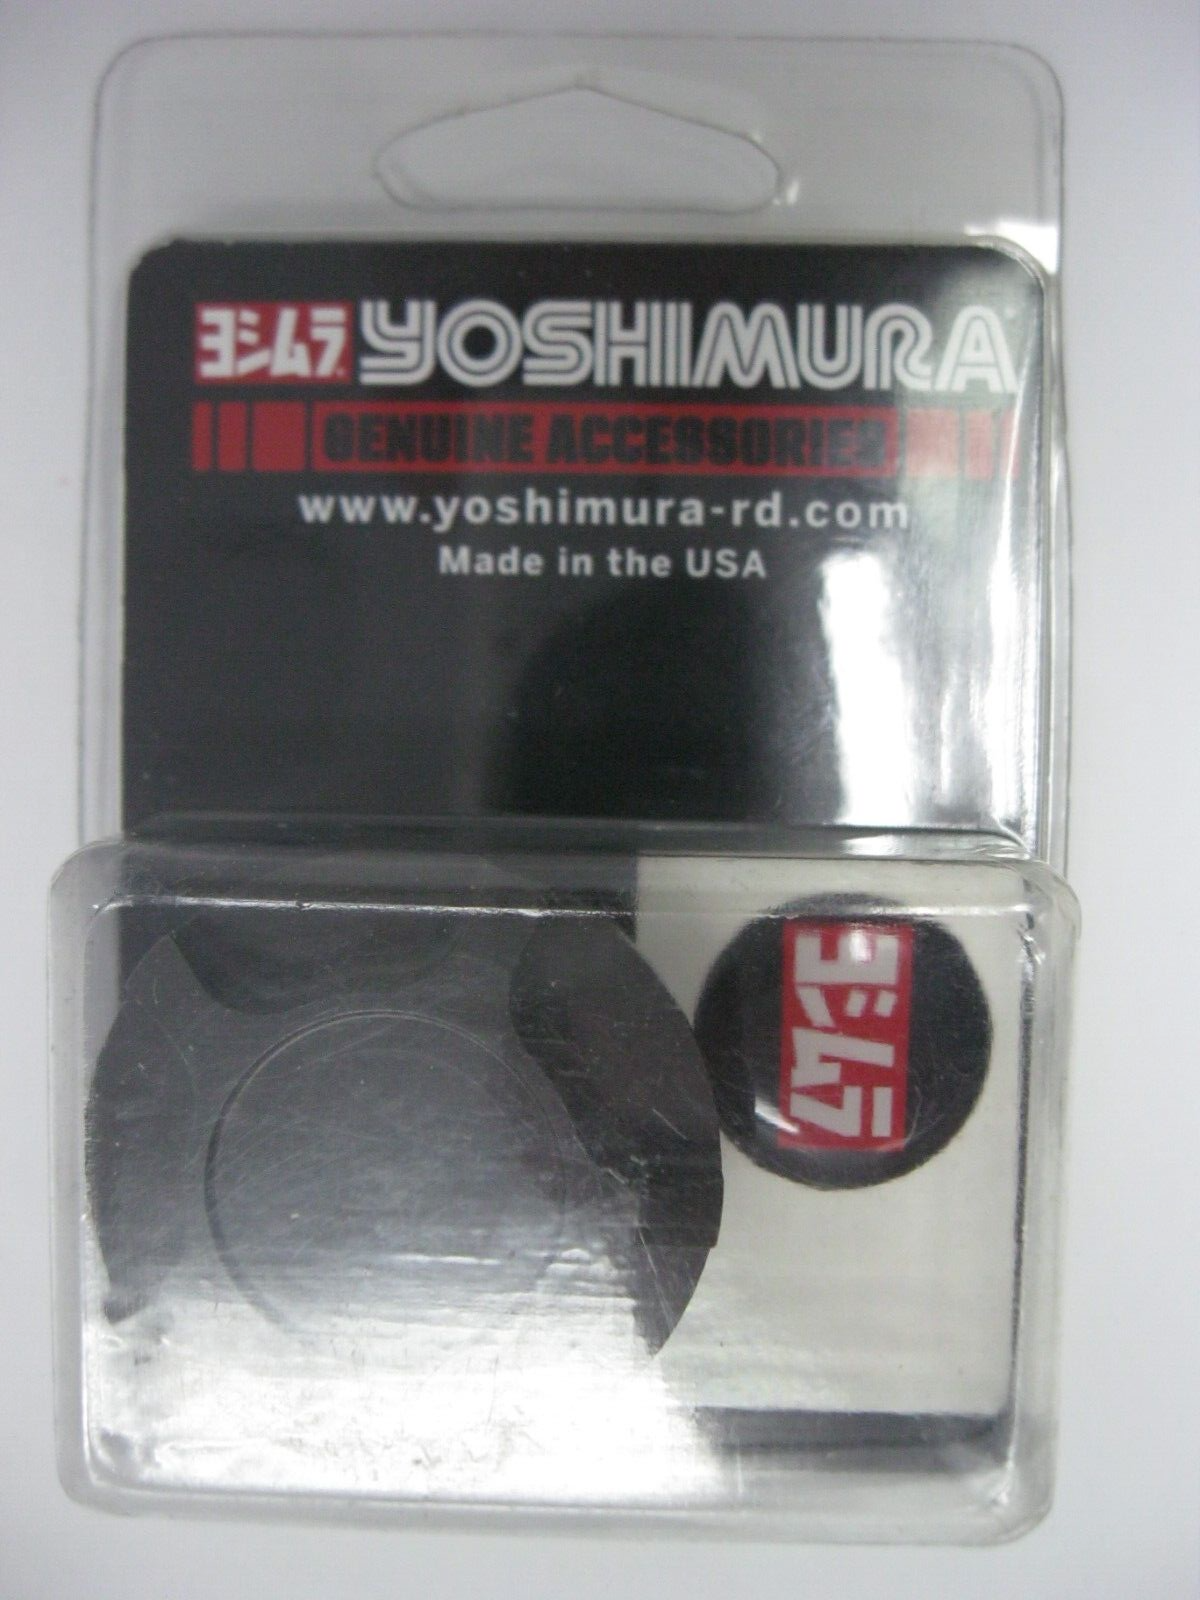 ヨシムラ YOSHIMURA
GENUINE ACCESSORIES
www.yoshimura-rd.com
Made in the USA
ヨシムラ